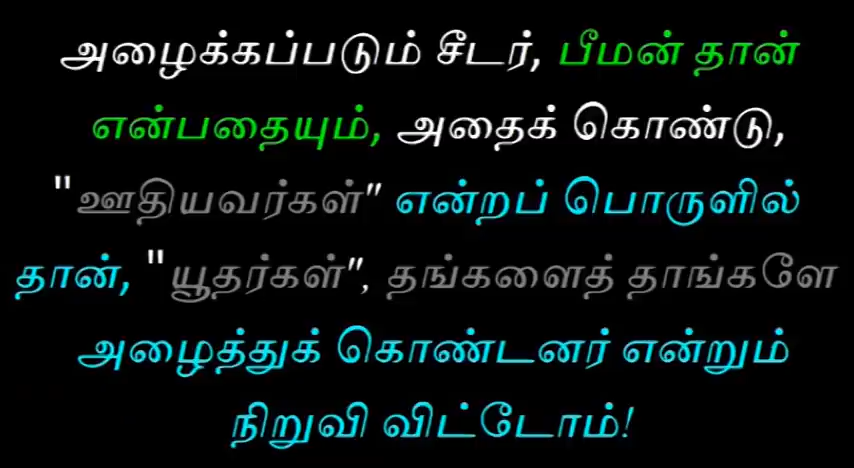 அழைக்கப்படும் சீடர், பீமன் தான்
என்பதையும், அதைக் கொண்டு,
"ஊதியவர்கள்" என்றப் பொருளில்
தான், "யூதர்கள்", தங்களைத் தாங்களே
அழைத்துக் கொண்டனர் என்றும்
நிறுவி விட்டோம்!